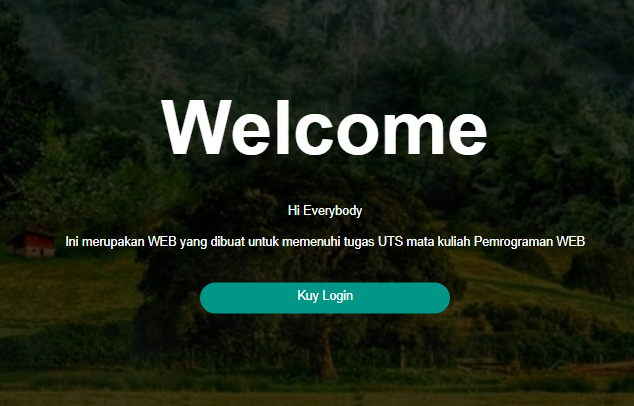 Welcome
Hi Everybody
Ini merupakan WEB yang dibuat untuk memenuhi tugas UTS mata kuliah Pemrograman WEB
Kuy Login